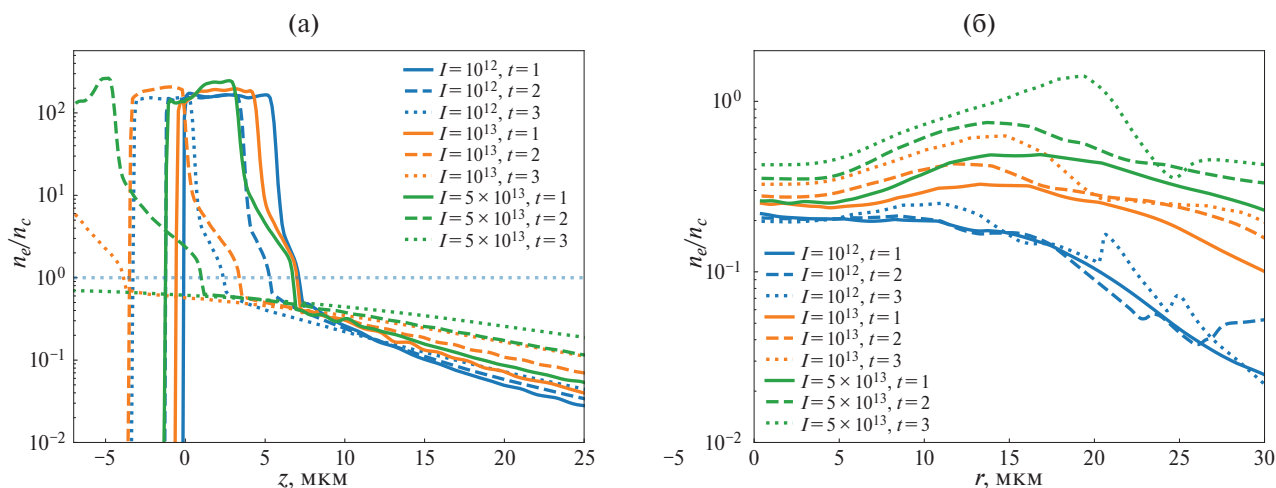 (а)
n_e/n_c
10²
10¹
10⁰
10⁻¹
10⁻²
I = 10¹², t = 1
I = 10¹², t = 2
I = 10¹², t = 3
I = 10¹³, t = 1
I = 10¹³, t = 2
I = 10¹³, t = 3
I = 5 × 10¹³, t = 1
I = 5 × 10¹³, t = 2
I = 5 × 10¹³, t = 3
−5 0 5 10 15 20 25
z, мкм
(б)
n_e/n_c
10⁰
10⁻¹
10⁻²
I = 10¹², t = 1
I = 10¹², t = 2
I = 10¹², t = 3
I = 10¹³, t = 1
I = 10¹³, t = 2
I = 10¹³, t = 3
I = 5 × 10¹³, t = 1
I = 5 × 10¹³, t = 2
I = 5 × 10¹³, t = 3
−5 0 5 10 15 20 25 30
r, мкм